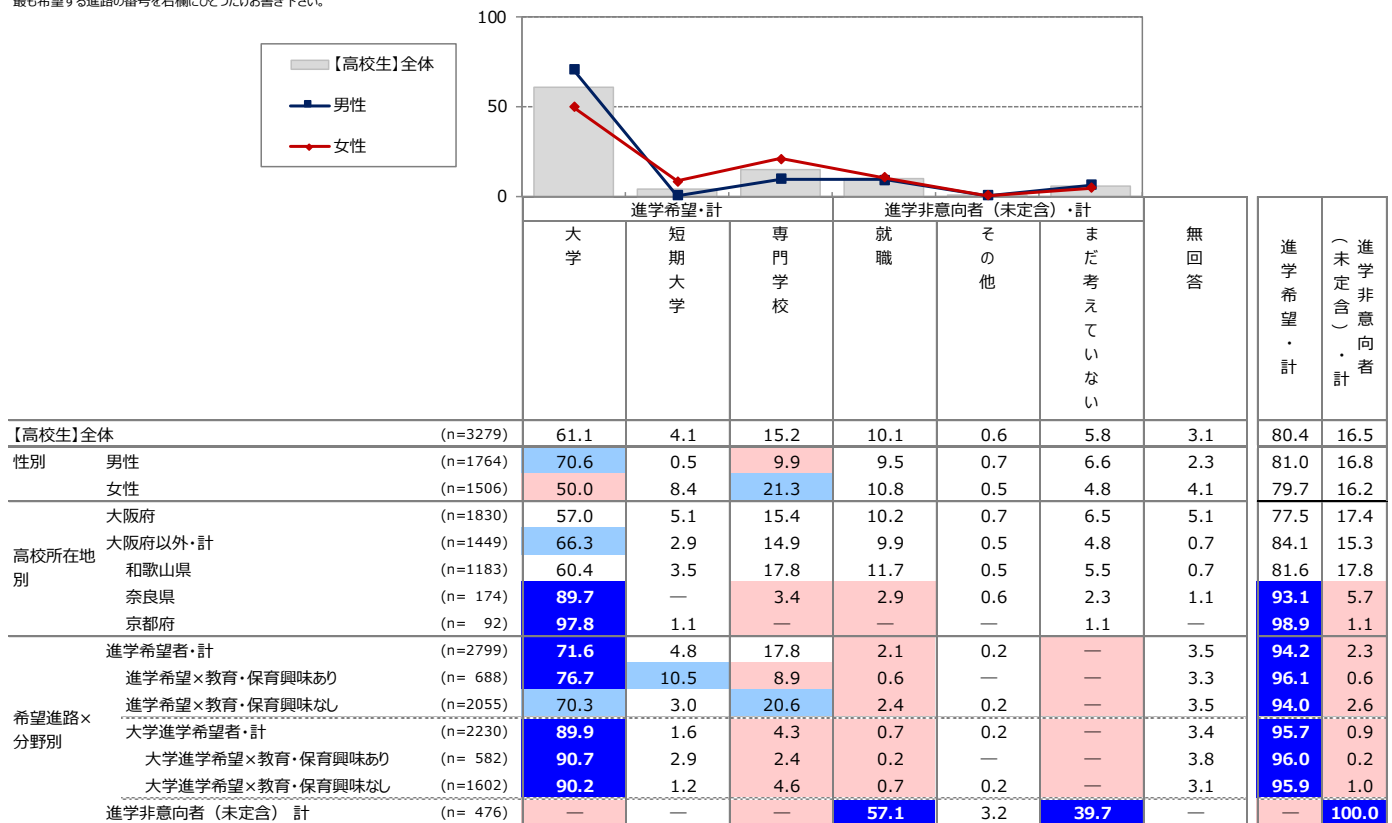 最も希望する進路の番号を右欄にひとつだけお書き下さい。
100
50
0
【高校生】全体
男性
女性
進学希望・計 進学非意向者（未定含）・計
大学 短期大学 専門学校 就職 その他 まだ考えていない 無回答 進学希望・計 進学非意向者（未定含）・計
【高校生】全体 (n=3279) 61.1 4.1 15.2 10.1 0.6 5.8 3.1 80.4 16.5
性別 男性 (n=1764) 70.6 0.5 9.9 9.5 0.7 6.6 2.3 81.0 16.8
女性 (n=1506) 50.0 8.4 21.3 10.8 0.5 4.8 4.1 79.7 16.2
高校所在地別
大阪府 (n=1830) 57.0 5.1 15.4 10.2 0.7 6.5 5.1 77.5 17.4
大阪府以外・計 (n=1449) 66.3 2.9 14.9 9.9 0.5 4.8 0.7 84.1 15.3
和歌山県 (n=1183) 60.4 3.5 17.8 11.7 0.5 5.5 0.7 81.6 17.8
奈良県 (n= 174) 89.7 — 3.4 2.9 0.6 2.3 1.1 93.1 5.7
京都府 (n= 92) 97.8 1.1 — — — 1.1 — 98.9 1.1
希望進路×分野別
進学希望者・計 (n=2799) 71.6 4.8 17.8 2.1 0.2 — 3.5 94.2 2.3
進学希望×教育・保育興味あり (n= 688) 76.7 10.5 8.9 0.6 — — 3.3 96.1 0.6
進学希望×教育・保育興味なし (n=2055) 70.3 3.0 20.6 2.4 0.2 — 3.5 94.0 2.6
大学進学希望者・計 (n=2230) 89.9 1.6 4.3 0.7 0.2 — 3.4 95.7 0.9
大学進学希望×教育・保育興味あり (n= 582) 90.7 2.9 2.4 0.2 — — 3.8 96.0 0.2
大学進学希望×教育・保育興味なし (n=1602) 90.2 1.2 4.6 0.7 0.2 — 3.1 95.9 1.0
進学非意向者（未定含） 計 (n= 476) — — — 57.1 3.2 39.7 — — 100.0